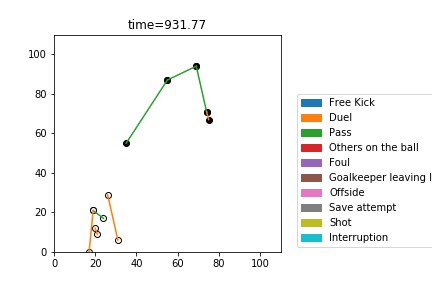 time=931.77
100
80
60
40
20
0
0 20 40 60 80 100
Free Kick
Duel
Pass
Others on the ball
Foul
Goalkeeper leaving l
Offside
Save attempt
Shot
Interruption